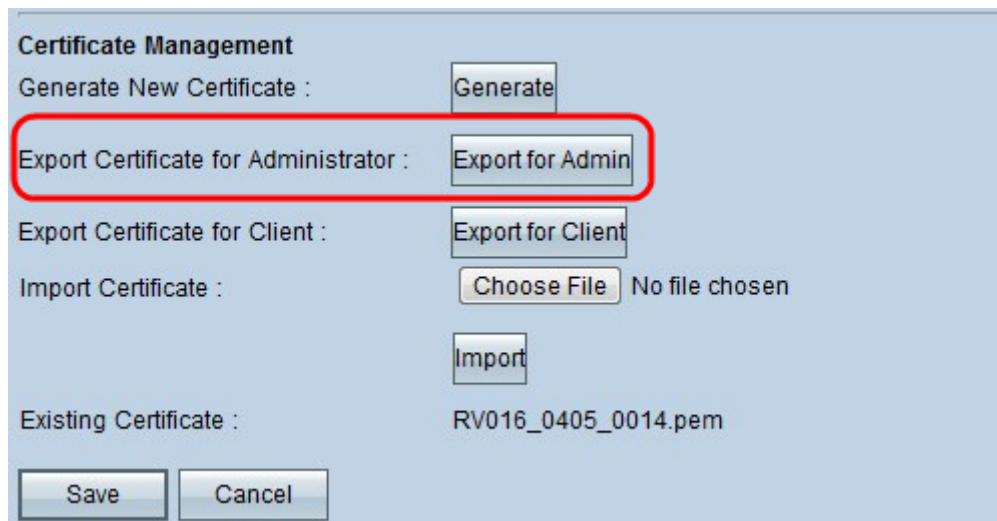 Certificate Management
Generate New Certificate : Generate
Export Certificate for Administrator : Export for Admin
Export Certificate for Client : Export for Client
Import Certificate : Choose File No file chosen
Import
Existing Certificate : RV016_0405_0014.pem
Save Cancel